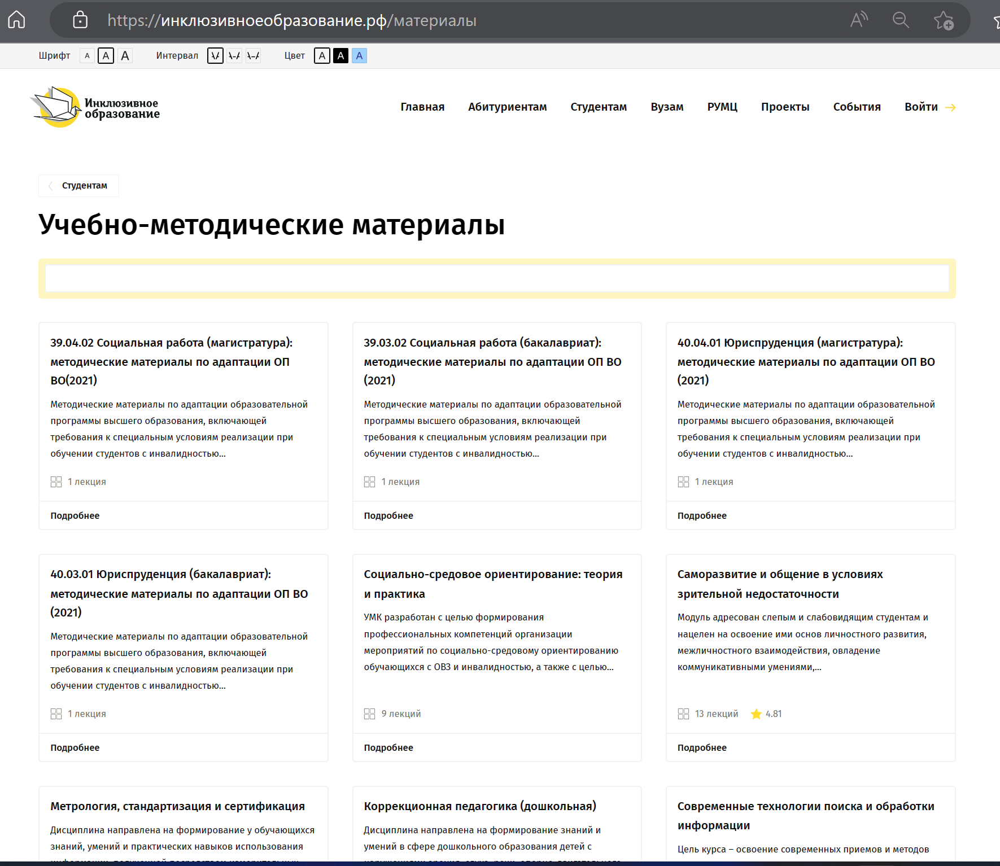 https://инклюзивноеобразование.рф/материалы
Шрифт A A A Интервал Цвет A A A
Инклюзивное
образование
Главная Абитуриентам Студентам Вузам РУМЦ Проекты События Войти
Студентам
Учебно-методические материалы
39.04.02 Социальная работа (магистратура):
методические материалы по адаптации ОП
ВО(2021)
Методические материалы по адаптации образовательной
программы высшего образования, включающей
требования к специальным условиям реализации при
обучении студентов с инвалидностью...
1 лекция
Подробнее
39.03.02 Социальная работа (бакалавриат):
методические материалы по адаптации ОП ВО
(2021)
Методические материалы по адаптации образовательной
программы высшего образования, включающей
требования к специальным условиям реализации при
обучении студентов с инвалидностью...
1 лекция
Подробнее
40.04.01 Юриспруденция (магистратура):
методические материалы по адаптации ОП ВО
(2021)
Методические материалы по адаптации образовательной
программы высшего образования, включающей
требования к специальным условиям реализации при
обучении студентов с инвалидностью...
1 лекция
Подробнее
40.03.01 Юриспруденция (бакалавриат):
методические материалы по адаптации ОП ВО
(2021)
Методические материалы по адаптации образовательной
программы высшего образования, включающей
требования к специальным условиям реализации при
обучении студентов с инвалидностью...
1 лекция
Подробнее
Социально-средовое ориентирование: теория
и практика
УМК разработан с целью формирования
профессиональных компетенций организации
мероприятий по социально-средовому ориентированию
обучающихся с ОВЗ и инвалидностью, а также с целью...
9 лекций
Подробнее
Саморазвитие и общение в условиях
зрительной недостаточности
Модуль адресован слепым и слабовидящим студентам и
нацелен на освоение ими основ личностного развития,
межличностного взаимодействия, овладение
коммуникативными умениями,...
13 лекций 4.81
Подробнее
Метрология, стандартизация и сертификация
Дисциплина направлена на формирование у обучающихся
знаний, умений и практических навыков использования
Коррекционная педагогика (дошкольная)
Дисциплина направлена на формирование знаний и
умений в сфере дошкольного образования детей с
Современные технологии поиска и обработки
информации
Цель курса – освоение современных приемов и методов